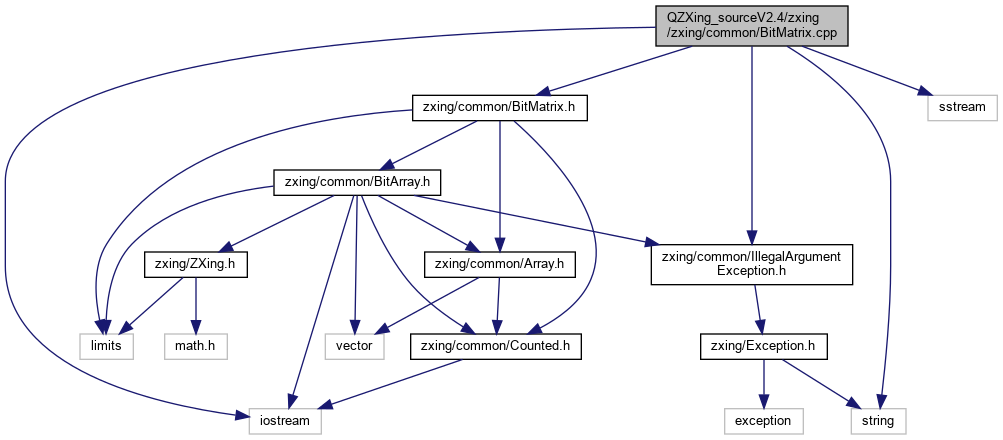 QZXing_sourceV2.4/zxing
/zxing/common/BitMatrix.cpp
zxing/common/BitMatrix.h
sstream
zxing/common/BitArray.h
zxing/ZXing.h
zxing/common/Array.h
zxing/common/IllegalArgument
Exception.h
limits
math.h
vector
zxing/common/Counted.h
zxing/Exception.h
iostream
exception
string